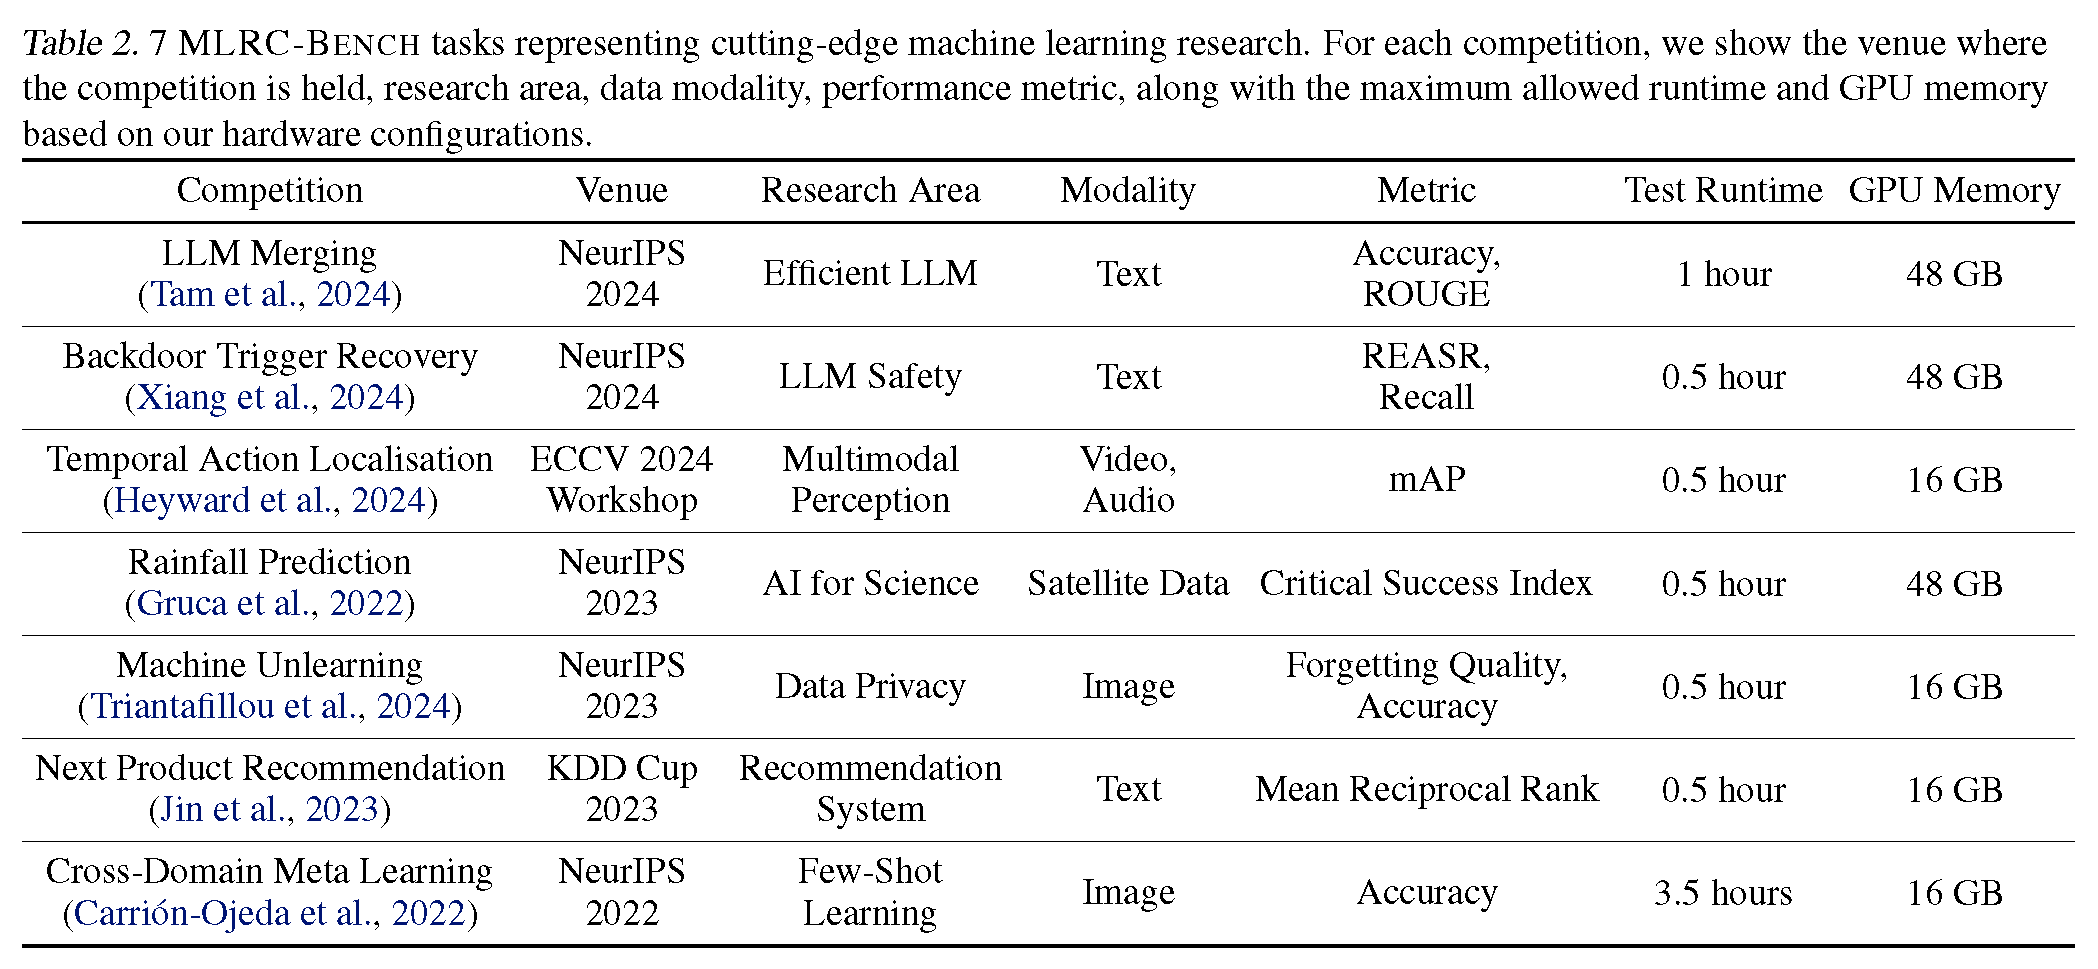 Table 2. 7 MLRC-BENCH tasks representing cutting-edge machine learning research. For each competition, we show the venue where
the competition is held, research area, data modality, performance metric, along with the maximum allowed runtime and GPU memory
based on our hardware configurations.
Competition Venue Research Area Modality Metric Test Runtime GPU Memory
LLM Merging NeurIPS Accuracy,
Efficient LLM Text 1 hour 48 GB
(Tam et al., 2024) 2024 ROUGE
Backdoor Trigger Recovery NeurIPS REASR,
LLM Safety Text 0.5 hour 48 GB
(Xiang et al., 2024) 2024 Recall
Temporal Action Localisation ECCV 2024 Multimodal Video,
mAP 0.5 hour 16 GB
(Heyward et al., 2024) Workshop Perception Audio
Rainfall Prediction NeurIPS
AI for Science Satellite Data Critical Success Index 0.5 hour 48 GB
(Gruca et al., 2022) 2023
Machine Unlearning NeurIPS Forgetting Quality,
Data Privacy Image 0.5 hour 16 GB
(Triantafillou et al., 2024) 2023 Accuracy
Next Product Recommendation KDD Cup Recommendation
Text Mean Reciprocal Rank 0.5 hour 16 GB
(Jin et al., 2023) 2023 System
Cross-Domain Meta Learning NeurIPS Few-Shot
Image Accuracy 3.5 hours 16 GB
(Carrión-Ojeda et al., 2022) 2022 Learning